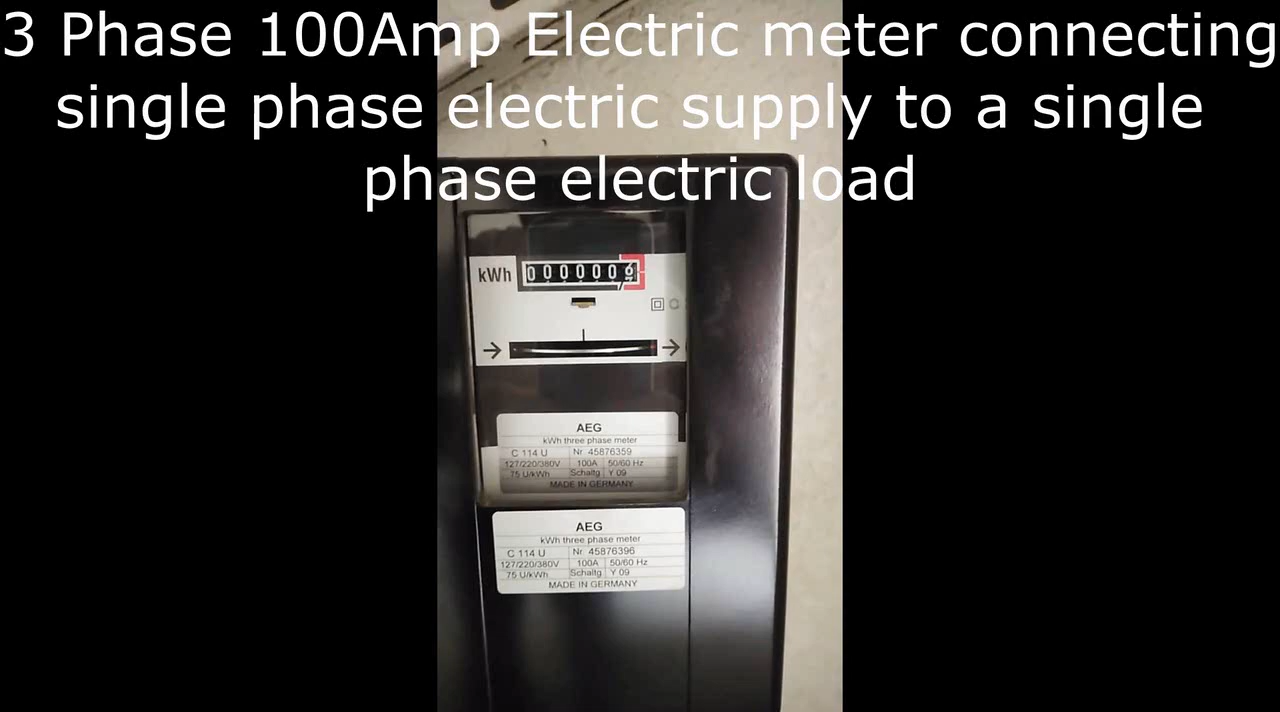 3 Phase 100Amp Electric meter connecting
single phase electric supply to a single
phase electric load
kWh 000000
AEG
kWh three phase meter
C 114 U Nr. 45876359
127/220/380V 100A 50/60 Hz
75 U/kWh Schaltg Y 09
MADE IN GERMANY
AEG
kWh three phase meter
C 114 U Nr 45876396
127/220/380V 100A 50/60 Hz
75 U/kWh Schaltg Y 09
MADE IN GERMANY